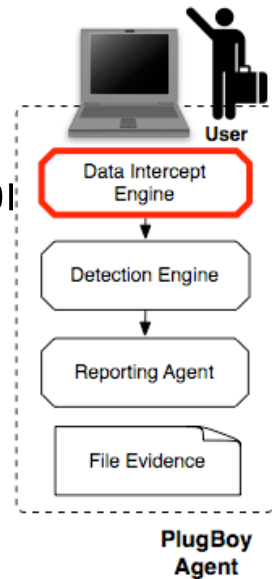 User
Data Intercept
Engine
Detection Engine
Reporting Agent
File Evidence
PlugBoy
Agent